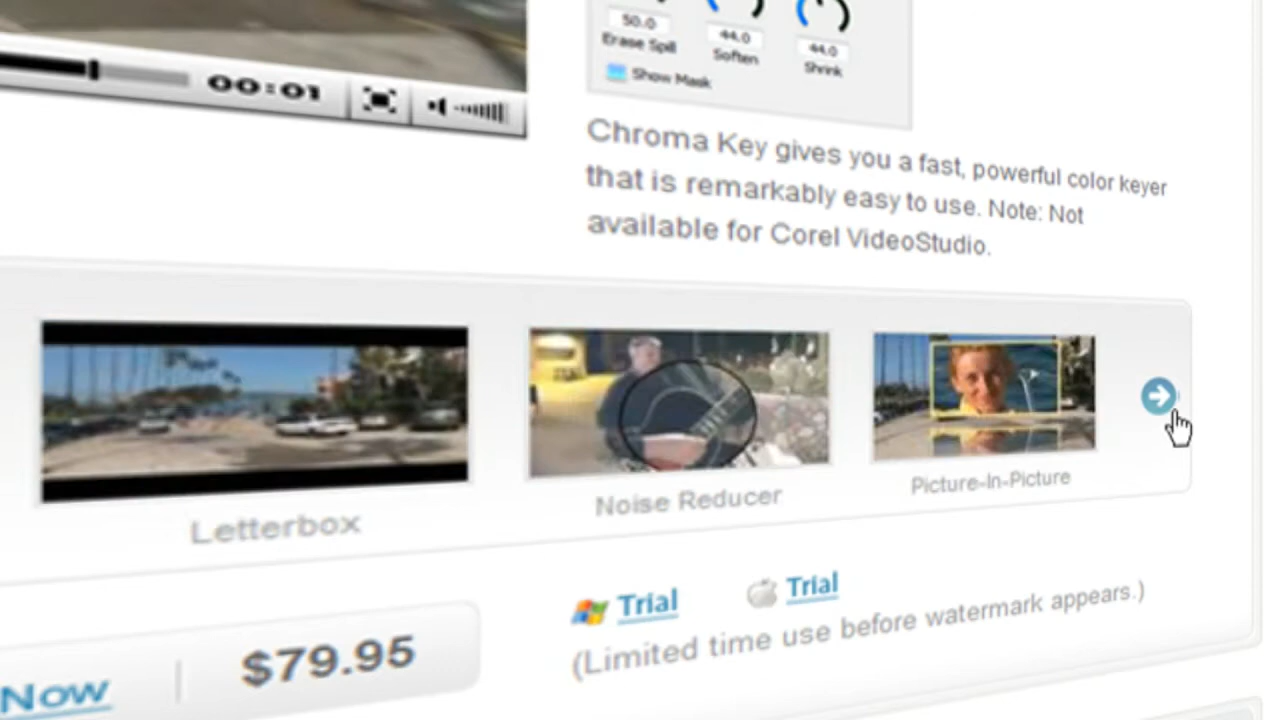 50.0
44.0
44.0
Erase Spill
Soften
Shrink
Show Mask
00:01
Chroma Key gives you a fast, powerful color keyer
that is remarkably easy to use. Note: Not
available for Corel VideoStudio.
Letterbox
Noise Reducer
Picture-In-Picture
Now
$79.95
Trial
Trial
(Limited time use before watermark appears.)